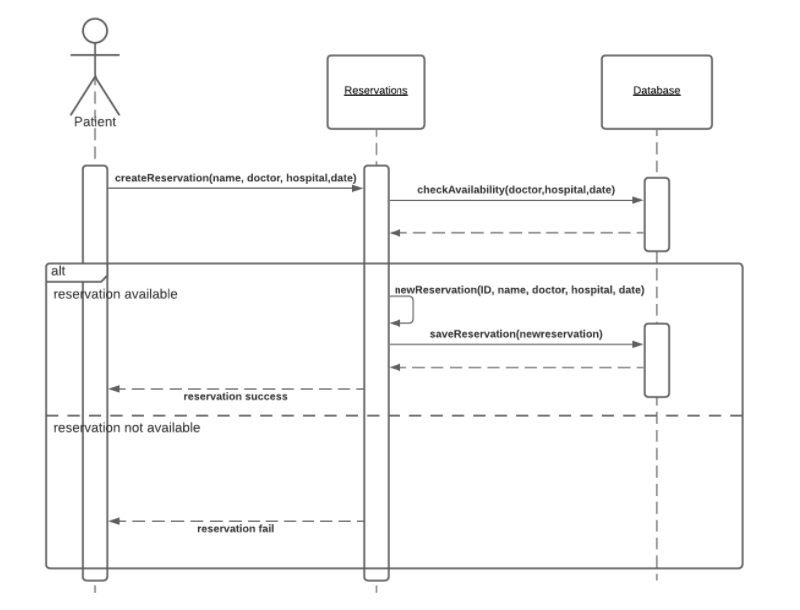 Patient
Reservations
Database
createReservation(name, doctor, hospital,date)
checkAvailability(doctor,hospital,date)
alt
reservation available
newReservation(ID, name, doctor, hospital, date)
saveReservation(newreservation)
reservation success
reservation not available
reservation fail